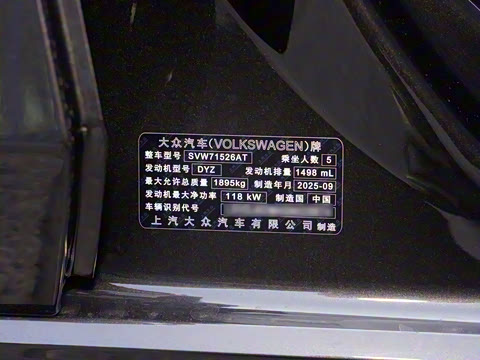 大众汽车(VOLKSWAGEN)牌
整车型号 SVW71526AT 乘坐人数 5
发动机型号 DYZ 发动机排量 1498 mL
最大允许总质量 1895kg 制造年月 2025-09
发动机最大净功率 118 kW 制造国 中国
车辆识别代号
上汽大众汽车有限公司 制造